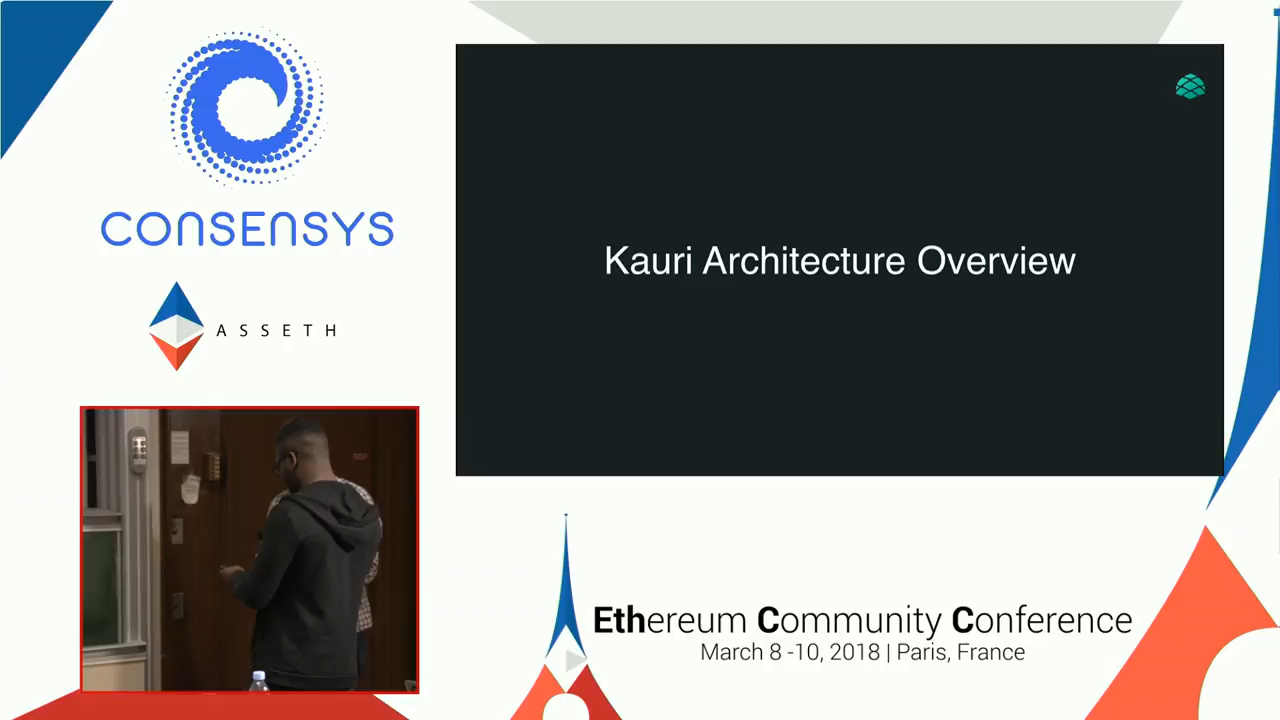 CONSENSYS
ASSETH
Kauri Architecture Overview
Ethereum Community Conference
March 8 -10, 2018 | Paris, France